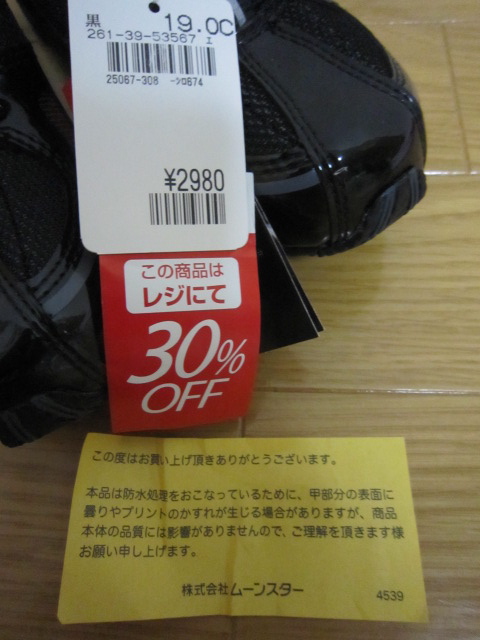 黒 19.0C
261-39-53567 エ
25067-308 -ｼﾛ674
¥2980
この商品は
レジにて
30%
OFF
この度はお買い上げ頂きありがとうございます。
本品は防水処理をおこなっているために、甲部分の表面に
曇りやプリントのかすれが生じる場合がありますが、商品
本体の品質には影響がありませんので、ご理解を頂きます様
お願い申し上げます。
株式会社ムーンスター
4539